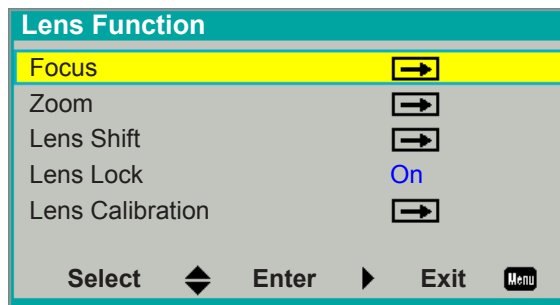 Lens Function
Focus
Zoom
Lens Shift
Lens Lock On
Lens Calibration
Select Enter Exit Menu